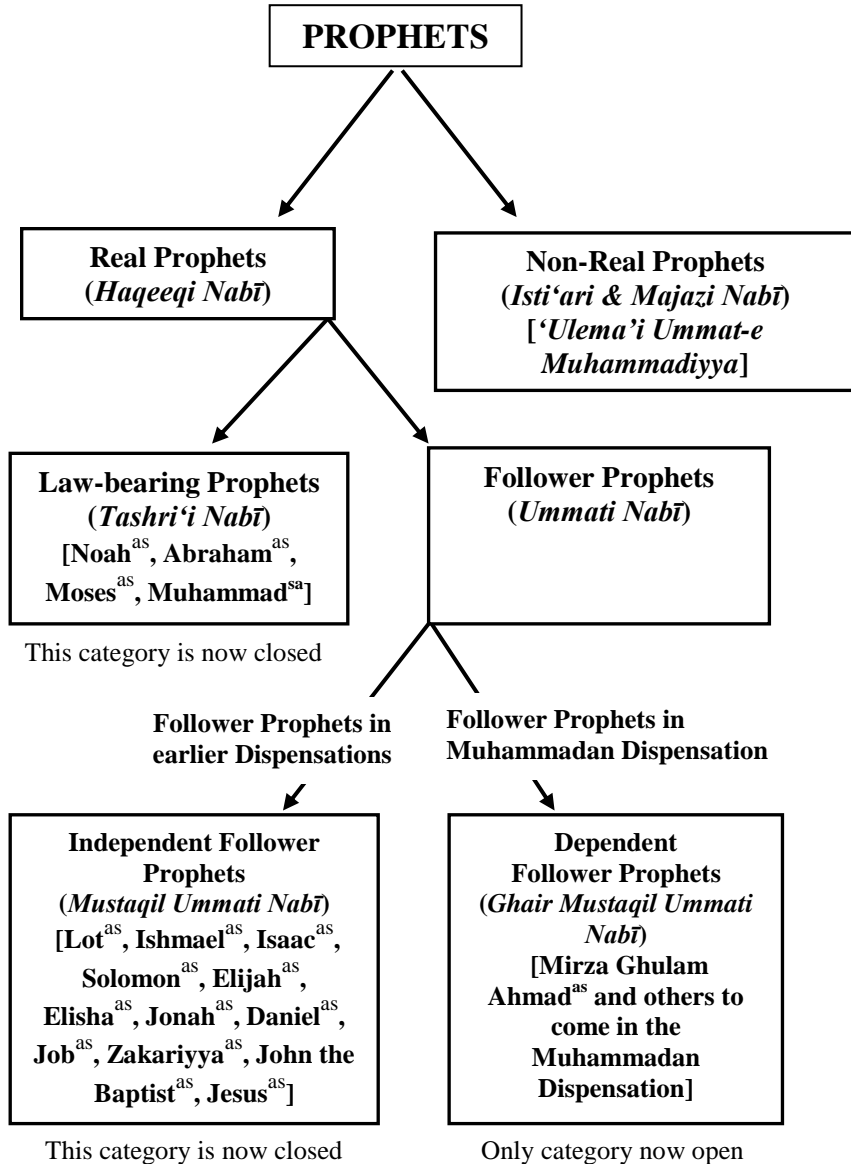 PROPHETS
Real Prophets
(Haqeeqi Nabī)
Non-Real Prophets
(Isti‘ari & Majazi Nabī)
[‘Ulema’i Ummat-e
Muhammadiyya]
Law-bearing Prophets
(Tashri‘i Nabī)
[Noahas, Abrahamas,
Mosesas, Muhammadsa]
This category is now closed
Follower Prophets
(Ummati Nabī)
Follower Prophets in
earlier Dispensations
Follower Prophets in
Muhammadan Dispensation
Independent Follower
Prophets
(Mustaqil Ummati Nabī)
[Lotas, Ishmaelas, Isaacas,
Solomonas, Elijahas,
Elishaas, Jonahas, Danielas,
Jobas, Zakariyyaas, John the
Baptistas, Jesusas]
This category is now closed
Dependent
Follower Prophets
(Ghair Mustaqil Ummati
Nabī)
[Mirza Ghulam
Ahmadas and others to
come in the
Muhammadan
Dispensation]
Only category now open